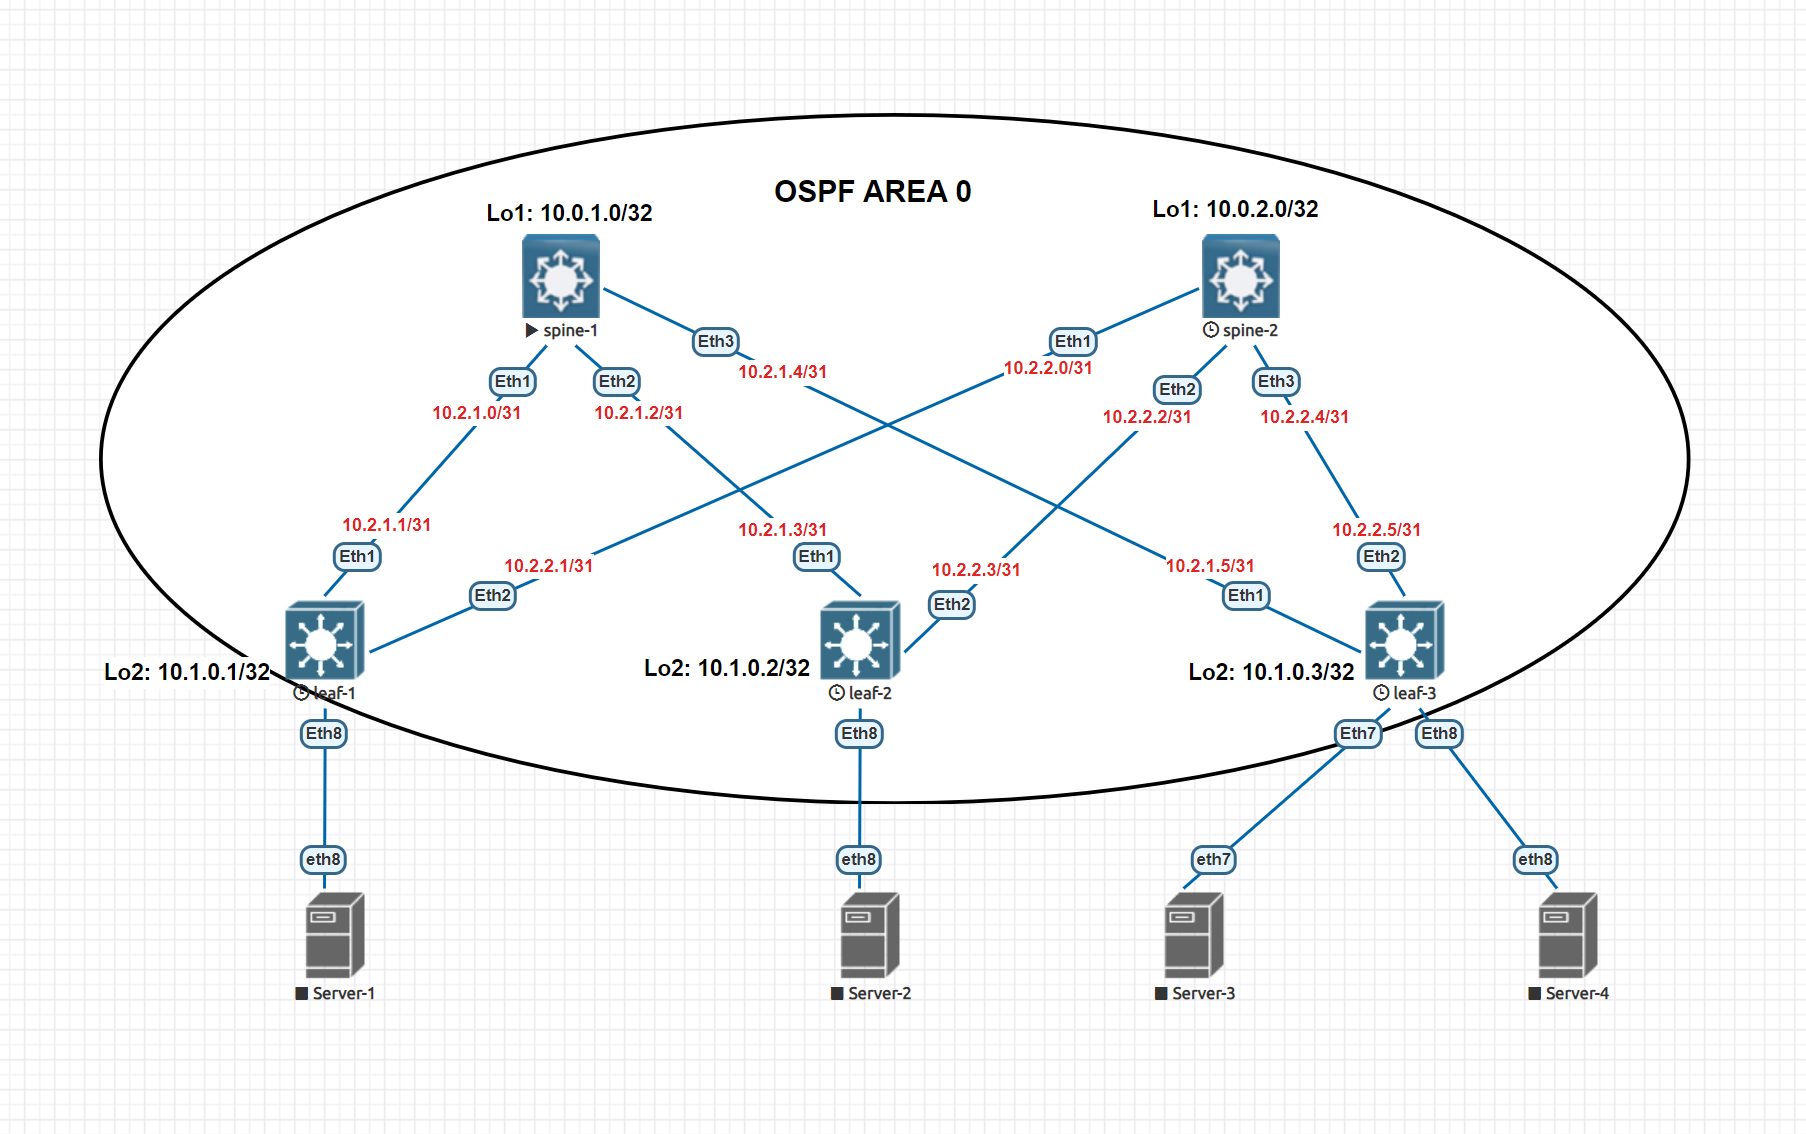 OSPF AREA 0
Lo1: 10.0.1.0/32
Lo1: 10.0.2.0/32
spine-1
spine-2
Eth3
Eth1
10.2.1.4/31
10.2.2.0/31
Eth1
Eth2
Eth2
Eth3
10.2.1.0/31
10.2.1.2/31
10.2.2.2/31
10.2.2.4/31
10.2.1.1/31
10.2.1.3/31
10.2.2.5/31
Eth1
Eth1
Eth2
10.2.2.1/31
10.2.2.3/31
10.2.1.5/31
Eth2
Eth2
Eth1
Lo2: 10.1.0.1/32
Lo2: 10.1.0.2/32
Lo2: 10.1.0.3/32
leaf-1
leaf-2
leaf-3
Eth8
Eth8
Eth7
Eth8
eth8
eth8
eth7
eth8
Server-1
Server-2
Server-3
Server-4